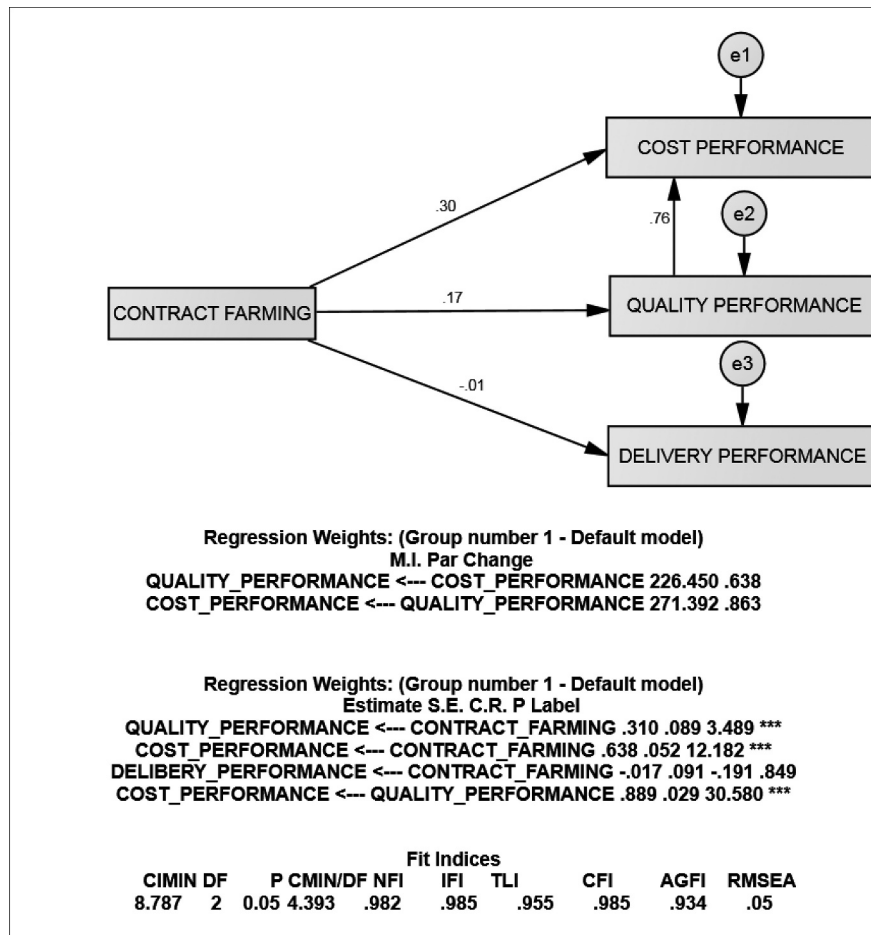 e1
COST PERFORMANCE
.30
e2
.76
CONTRACT FARMING
.17
QUALITY PERFORMANCE
e3
-.01
DELIVERY PERFORMANCE
Regression Weights: (Group number 1 - Default model)
M.I. Par Change
QUALITY_PERFORMANCE <--- COST_PERFORMANCE 226.450 .638
COST_PERFORMANCE <--- QUALITY_PERFORMANCE 271.392 .863
Regression Weights: (Group number 1 - Default model)
Estimate S.E. C.R. P Label
QUALITY_PERFORMANCE <--- CONTRACT_FARMING .310 .089 3.489 ***
COST_PERFORMANCE <--- CONTRACT_FARMING .638 .052 12.182 ***
DELIBERY_PERFORMANCE <--- CONTRACT_FARMING -.017 .091 -.191 .849
COST_PERFORMANCE <--- QUALITY_PERFORMANCE .889 .029 30.580 ***
Fit Indices
CIMIN DF P CMIN/DF NFI IFI TLI CFI AGFI RMSEA
8.787 2 0.05 4.393 .982 .985 .955 .985 .934 .05